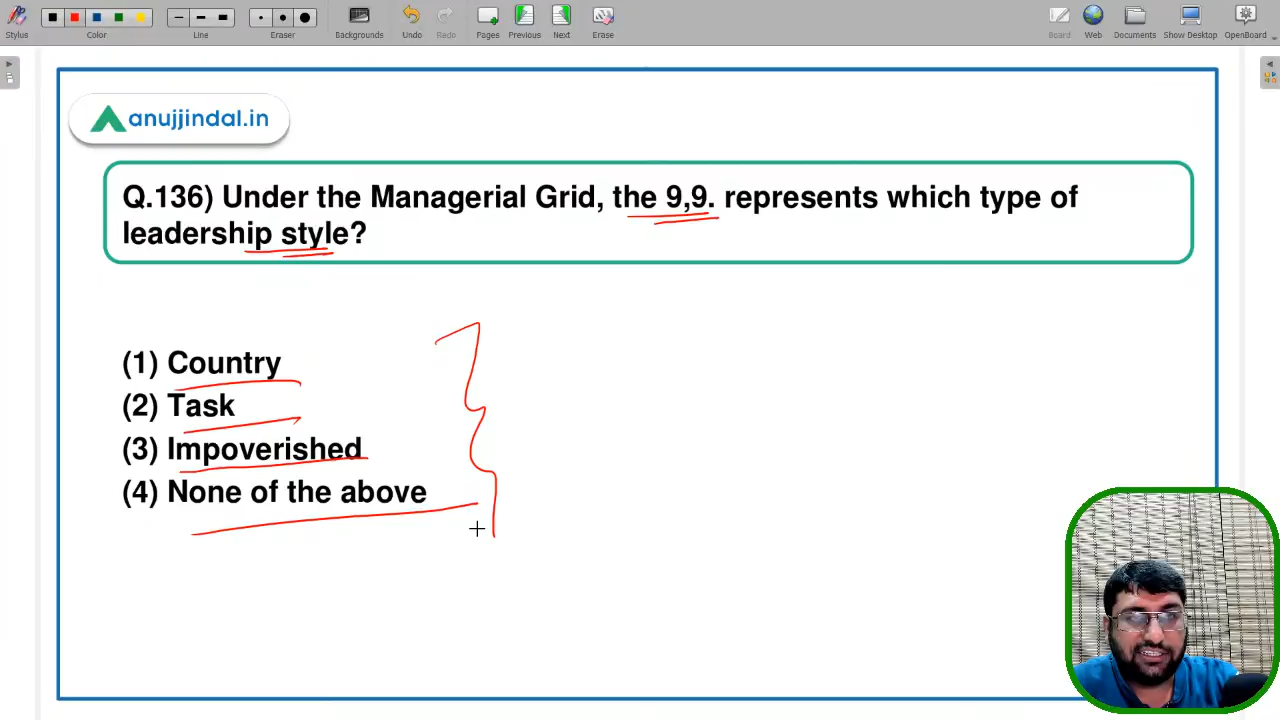 Stylus
Color
Line
Eraser
Backgrounds
Undo
Redo
Pages
Previous
Next
Erase
Board
Web
Documents
Show Desktop
OpenBoard
anujjindal.in
Q.136) Under the Managerial Grid, the 9,9. represents which type of
leadership style?
(1) Country
(2) Task
(3) Impoverished
(4) None of the above